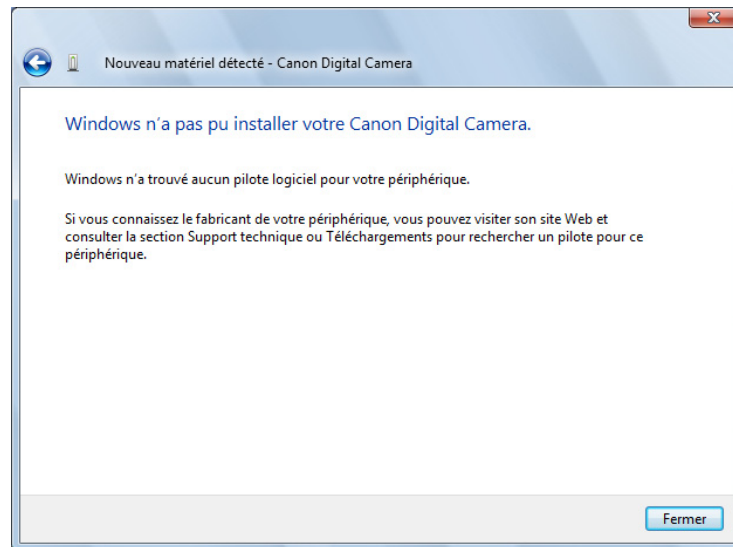 Nouveau matériel détecté - Canon Digital Camera
Windows n'a pas pu installer votre Canon Digital Camera.
Windows n'a trouvé aucun pilote logiciel pour votre périphérique.
Si vous connaissez le fabricant de votre périphérique, vous pouvez visiter son site Web et
consulter la section Support technique ou Téléchargements pour rechercher un pilote pour ce
périphérique.
Fermer